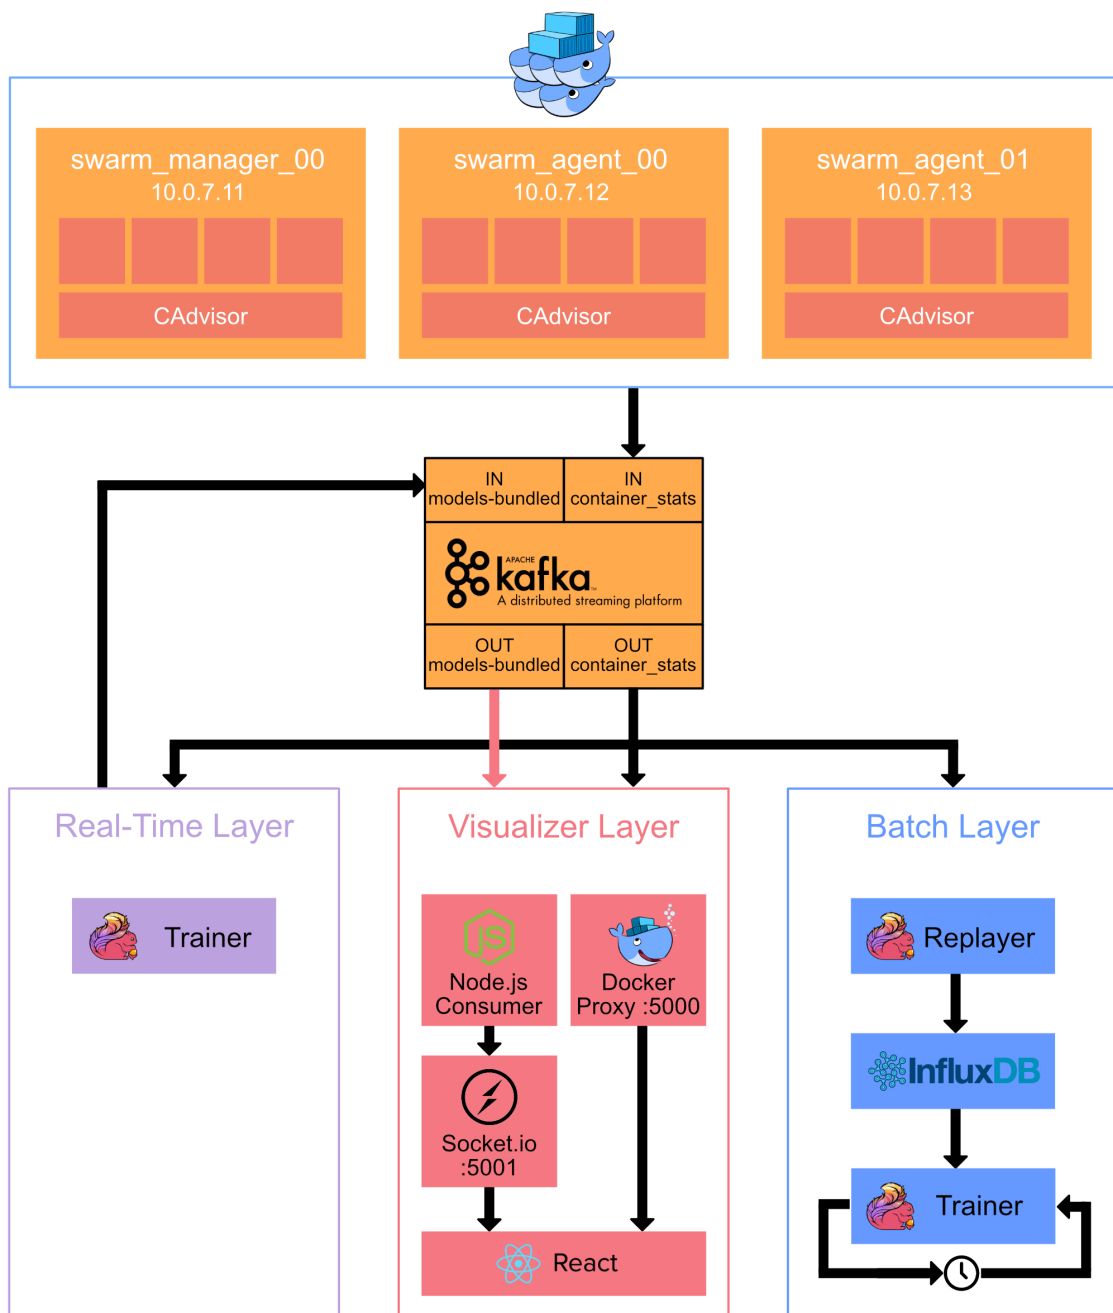 swarm_manager_00
10.0.7.11
CAdvisor
swarm_agent_00
10.0.7.12
CAdvisor
swarm_agent_01
10.0.7.13
CAdvisor
IN
models-bundled
IN
container_stats
APACHE
kafka™
A distributed streaming platform
OUT
models-bundled
OUT
container_stats
Real-Time Layer
Trainer
Visualizer Layer
JS
Node.js
Consumer
Docker
Proxy :5000
Socket.io
:5001
React
Batch Layer
Replayer
InfluxDB
Trainer